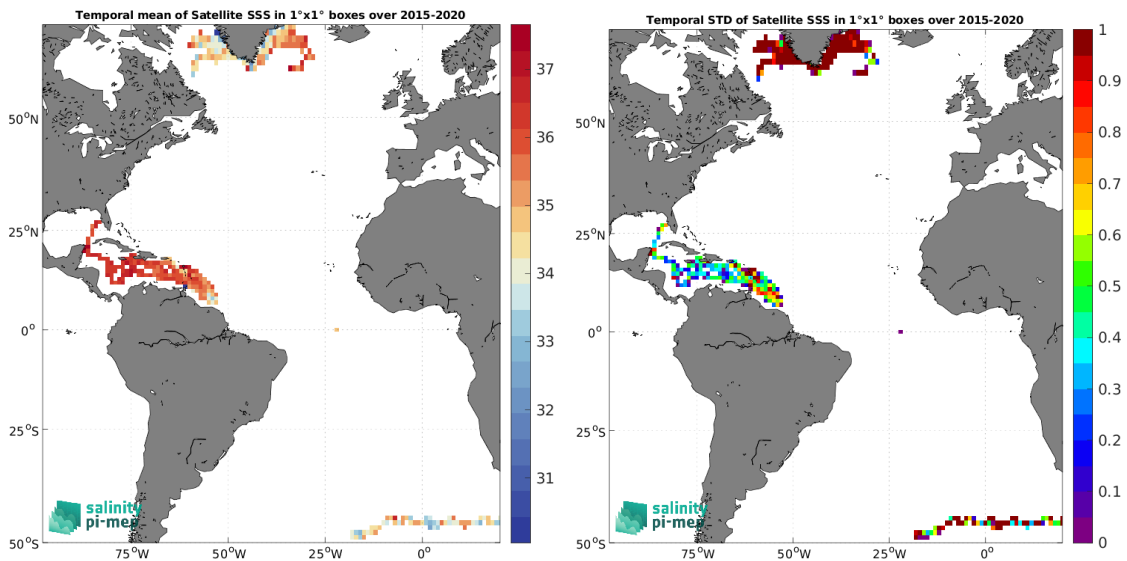 Temporal mean of Satellite SSS in 1°x1° boxes over 2015-2020
50°N
25°N
0°
25°S
50°S
75°W
50°W
25°W
0°
37
36
35
34
33
32
31
salinity
pi-mep
Temporal STD of Satellite SSS in 1°x1° boxes over 2015-2020
50°N
25°N
0°
25°S
50°S
75°W
50°W
25°W
0°
1
0.9
0.8
0.7
0.6
0.5
0.4
0.3
0.2
0.1
0
salinity
pi-mep